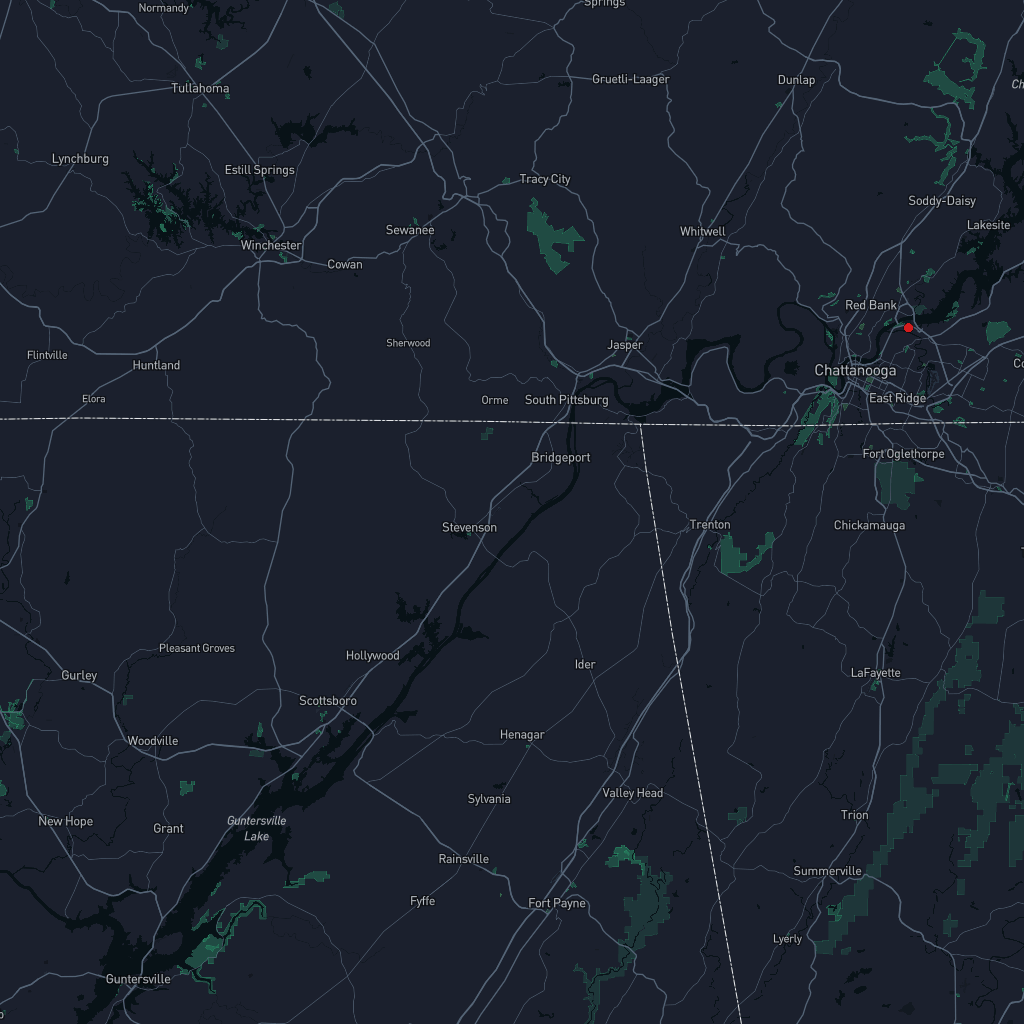 Normandy
Springs
Tullahoma
Gruetli-Laager
Dunlap
Ch
Lynchburg
Estill Springs
Tracy City
Soddy-Daisy
Lakesite
Sewanee
Whitwell
Winchester
Cowan
Red Bank
Flintville
Huntland
Sherwood
Jasper
Chattanooga
Co
Elora
Orme
South Pittsburg
East Ridge
Bridgeport
Fort Oglethorpe
Stevenson
Trenton
Chickamauga
Pleasant Groves
Hollywood
Ider
Gurley
LaFayette
Scottsboro
Woodville
Henagar
Sylvania
Valley Head
New Hope
Grant
Guntersville
Lake
Trion
Rainsville
Summerville
Fyffe
Fort Payne
Lyerly
Guntersville